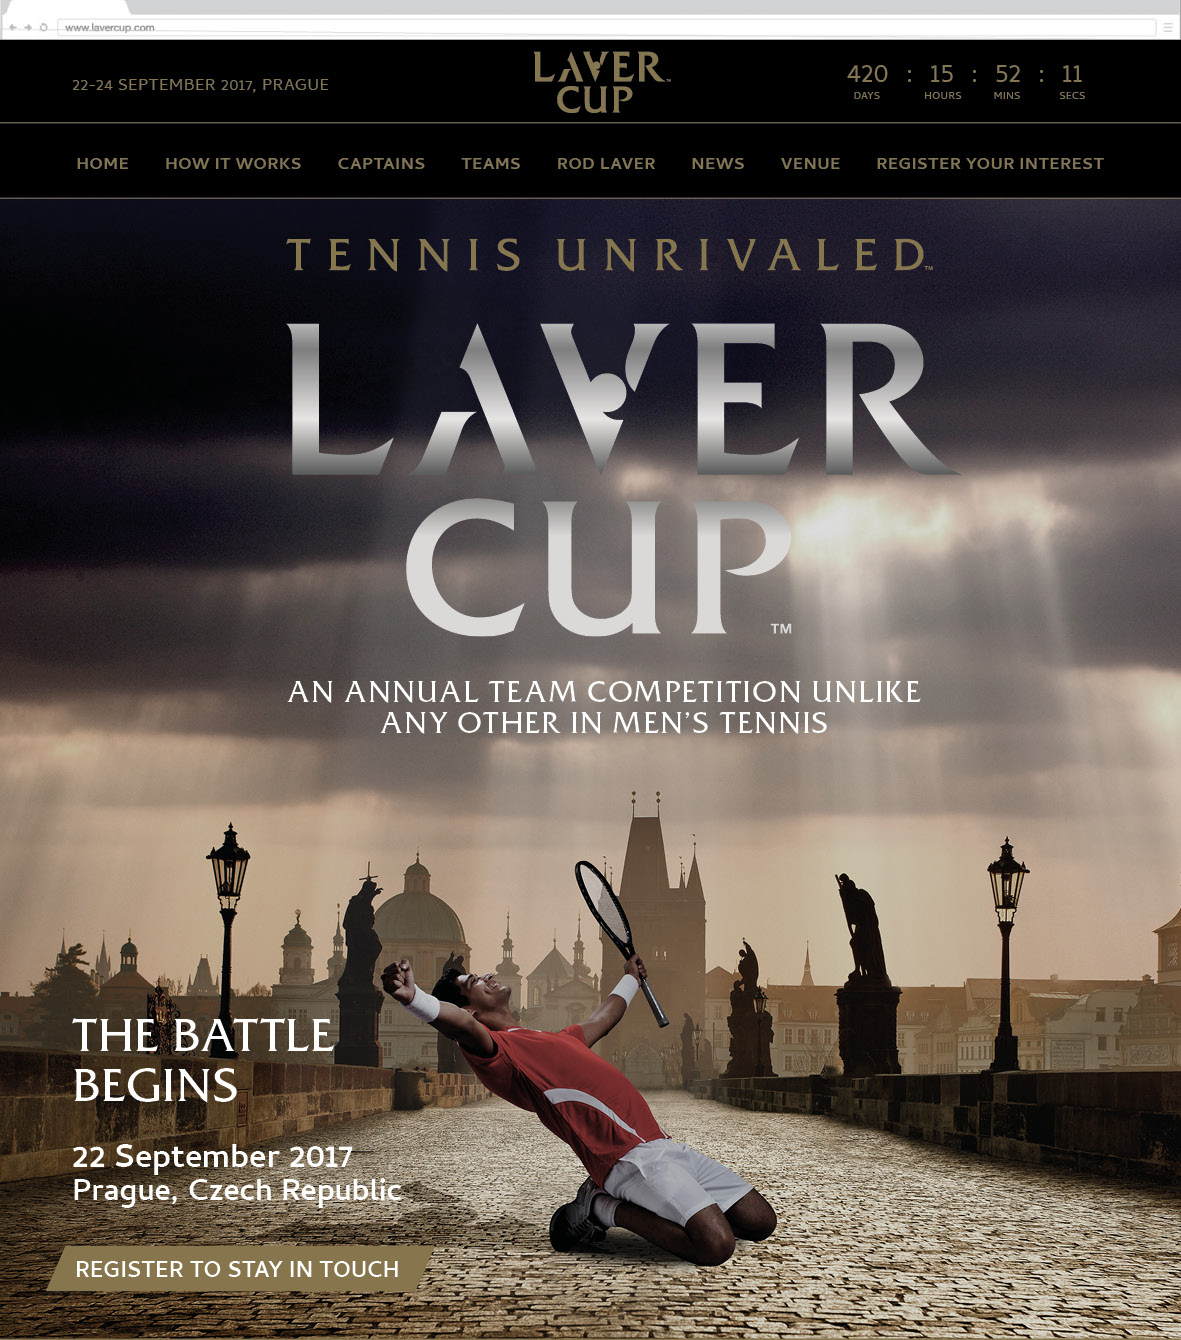 www.lavercup.com
22-24 SEPTEMBER 2017, PRAGUE
LAVER
CUP
™
420 : 15 : 52 : 11
DAYS HOURS MINS SECS
HOME HOW IT WORKS CAPTAINS TEAMS ROD LAVER NEWS VENUE REGISTER YOUR INTEREST
TENNIS UNRIVALED™
LAVER
CUP™
AN ANNUAL TEAM COMPETITION UNLIKE
ANY OTHER IN MEN'S TENNIS
THE BATTLE
BEGINS
22 September 2017
Prague, Czech Republic
REGISTER TO STAY IN TOUCH